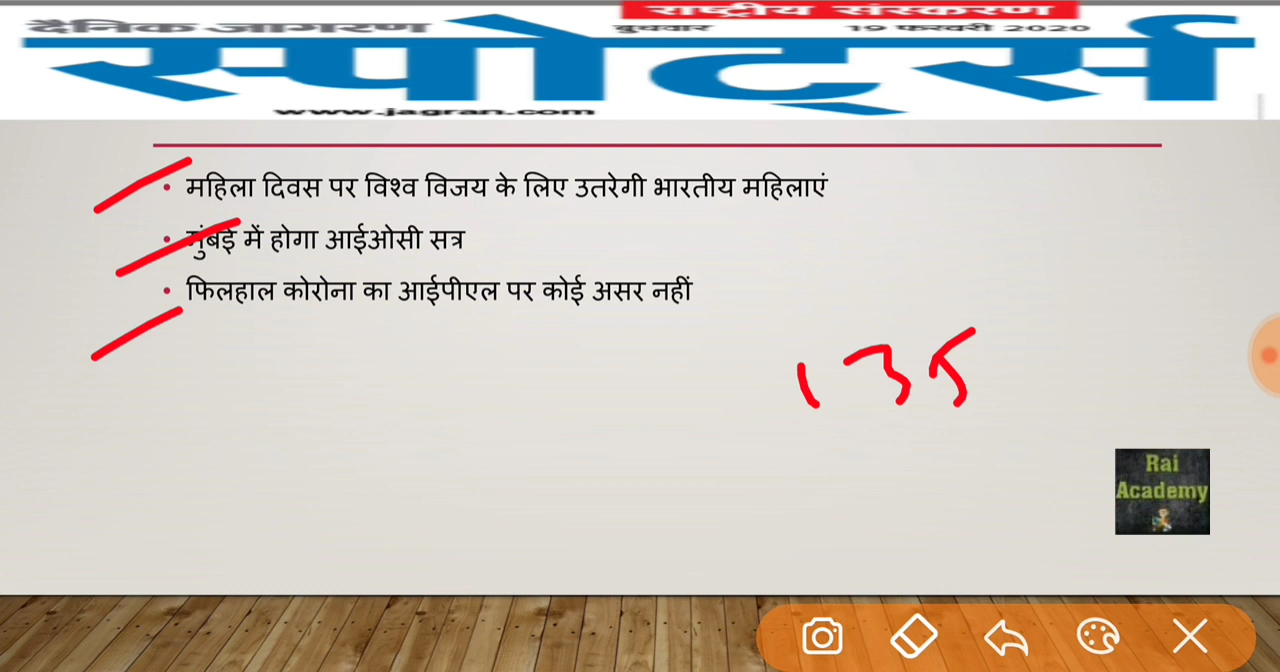 राष्ट्रीय संस्करण
दैनिक जागरण
बुधवार 19 फरवरी 2020
स्पोर्ट्स
www.jagran.com
• महिला दिवस पर विश्व विजय के लिए उतरेगी भारतीय महिलाएं
• मुंबई में होगा आईओसी सत्र
• फिलहाल कोरोना का आईपीएल पर कोई असर नहीं
135
Rai
Academy